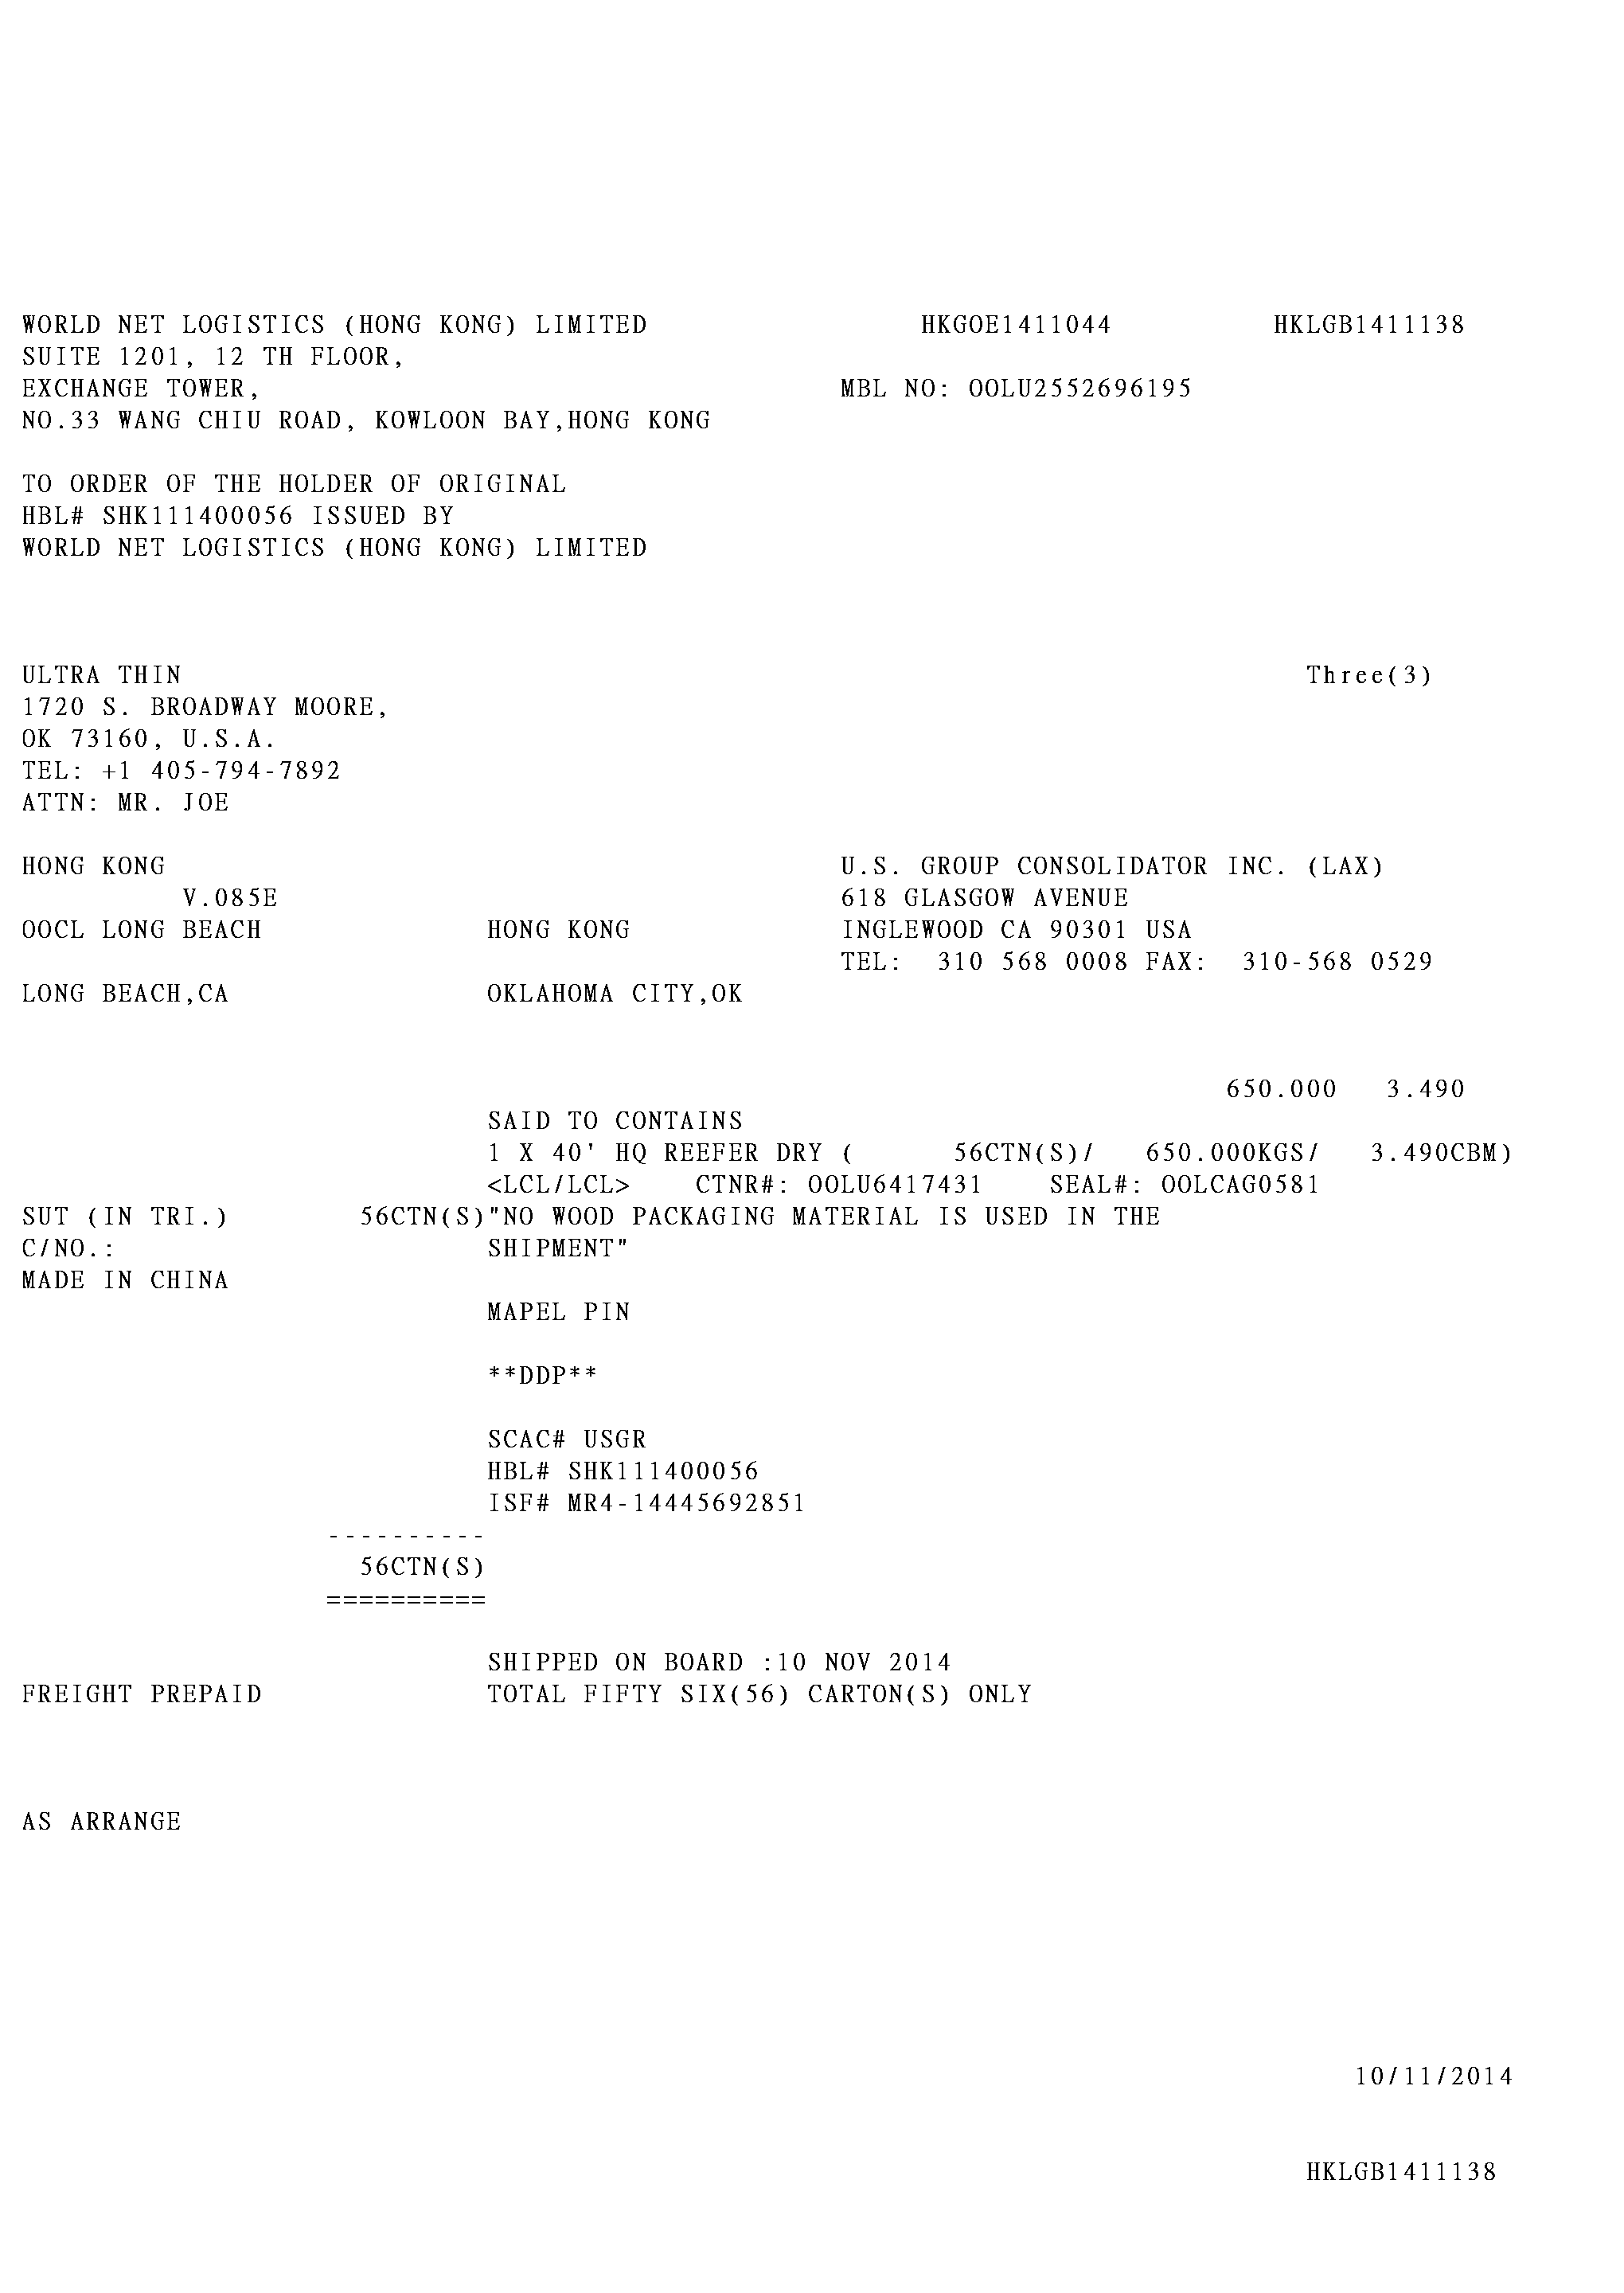 WORLD NET LOGISTICS (HONG KONG) LIMITED HKGOE1411044 HKLGB1411138
SUITE 1201, 12 TH FLOOR,
EXCHANGE TOWER, MBL NO: OOLU2552696195
NO.33 WANG CHIU ROAD, KOWLOON BAY,HONG KONG
TO ORDER OF THE HOLDER OF ORIGINAL
HBL# SHK111400056 ISSUED BY
WORLD NET LOGISTICS (HONG KONG) LIMITED
ULTRA THIN Three(3)
1720 S. BROADWAY MOORE,
OK 73160, U.S.A.
TEL: +1 405-794-7892
ATTN: MR. JOE
HONG KONG U.S. GROUP CONSOLIDATOR INC. (LAX)
V.085E 618 GLASGOW AVENUE
OOCL LONG BEACH HONG KONG INGLEWOOD CA 90301 USA
TEL: 310 568 0008 FAX: 310-568 0529
LONG BEACH,CA OKLAHOMA CITY,OK
650.000 3.490
SAID TO CONTAINS
1 X 40' HQ REEFER DRY ( 56CTN(S)/ 650.000KGS/ 3.490CBM)
<LCL/LCL> CTNR#: OOLU6417431 SEAL#: OOLCAG0581
SUT (IN TRI.) 56CTN(S)"NO WOOD PACKAGING MATERIAL IS USED IN THE
C/NO.: SHIPMENT"
MADE IN CHINA
MAPEL PIN
**DDP**
SCAC# USGR
HBL# SHK111400056
ISF# MR4-14445692851
----------
56CTN(S)
==========
SHIPPED ON BOARD :10 NOV 2014
FREIGHT PREPAID TOTAL FIFTY SIX(56) CARTON(S) ONLY
AS ARRANGE
10/11/2014
HKLGB1411138